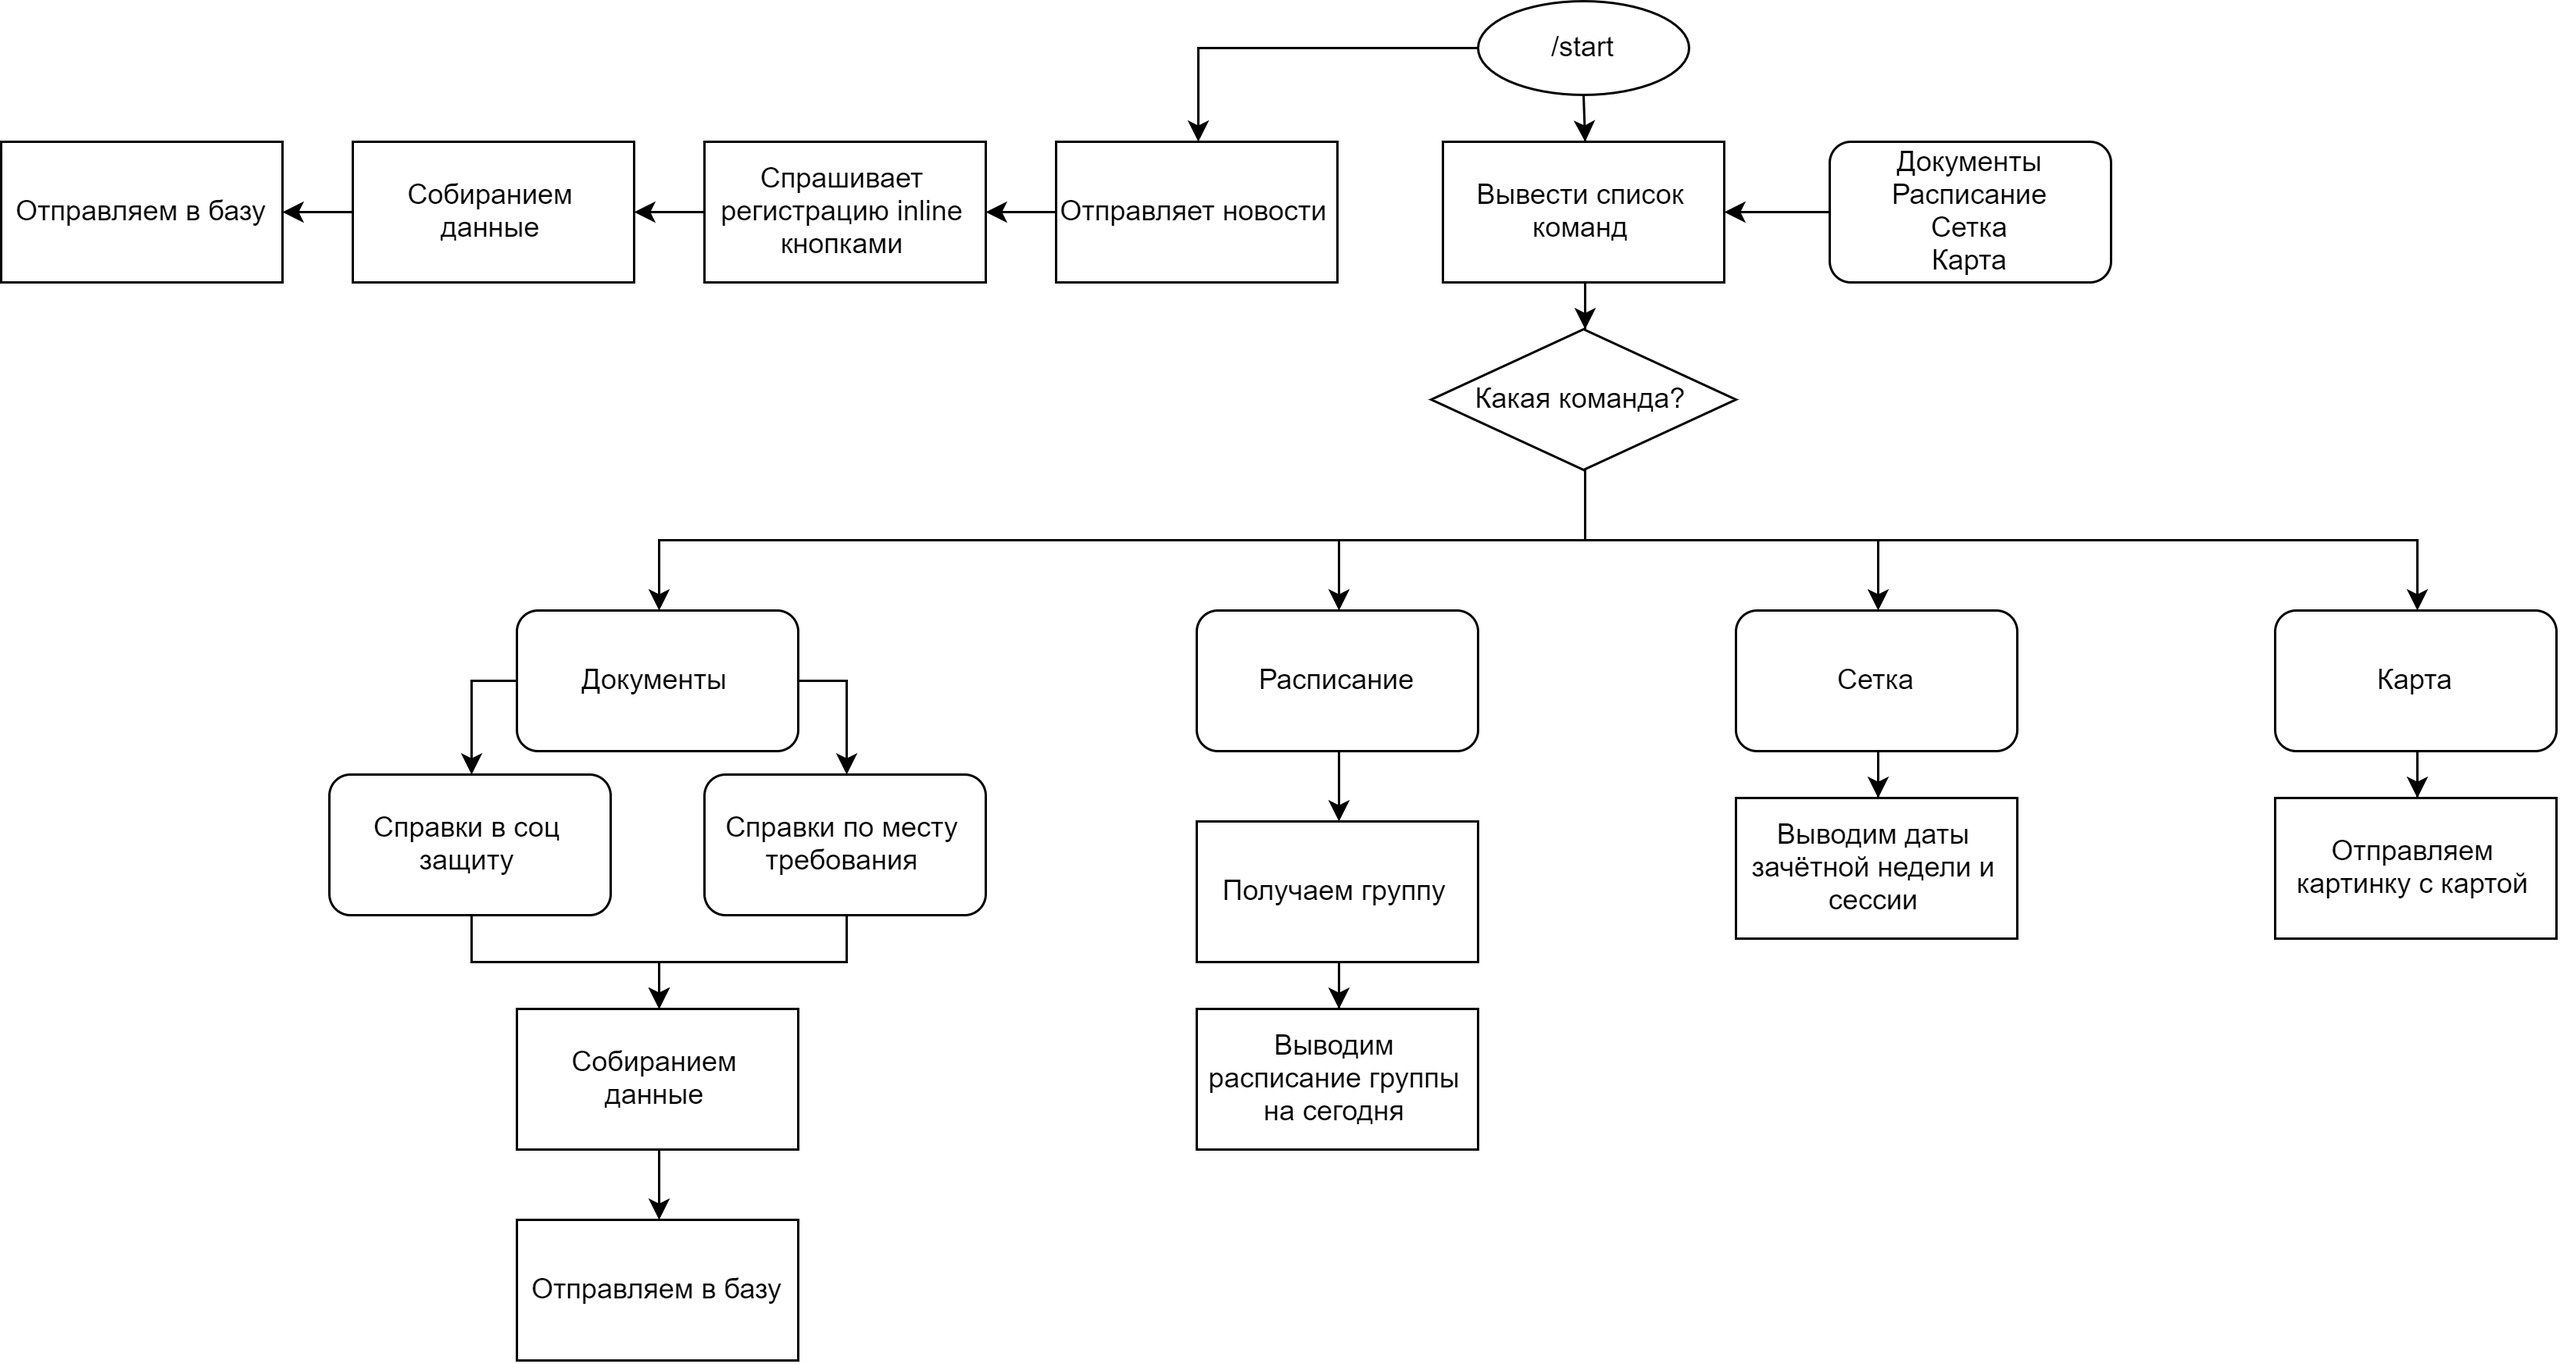 /start
Отправляем в базу
Собиранием
данные
Спрашивает
регистрацию inline
кнопками
Отправляет новости
Вывести список
команд
Документы
Расписание
Сетка
Карта
Какая команда?
Документы
Расписание
Сетка
Карта
Справки в соц
защиту
Справки по месту
требования
Получаем группу
Выводим даты
зачётной недели и
сессии
Отправляем
картинку с картой
Собиранием
данные
Выводим
расписание группы
на сегодня
Отправляем в базу